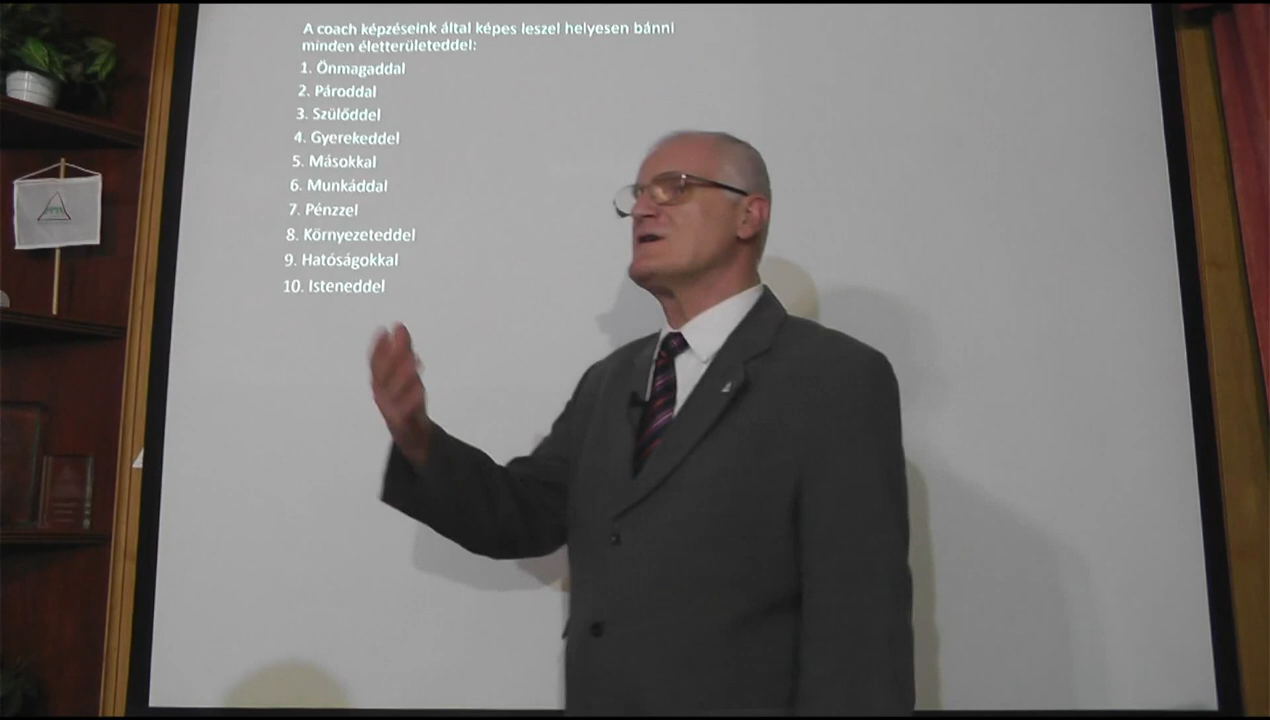 A coach képzéseink által képes leszel helyesen bánni
minden életterületeddel:
1. Önmagaddal
2. Pároddal
3. Szülőddel
4. Gyerekeddel
5. Másokkal
6. Munkáddal
7. Pénzzel
8. Környezeteddel
9. Hatóságokkal
10. Isteneddel